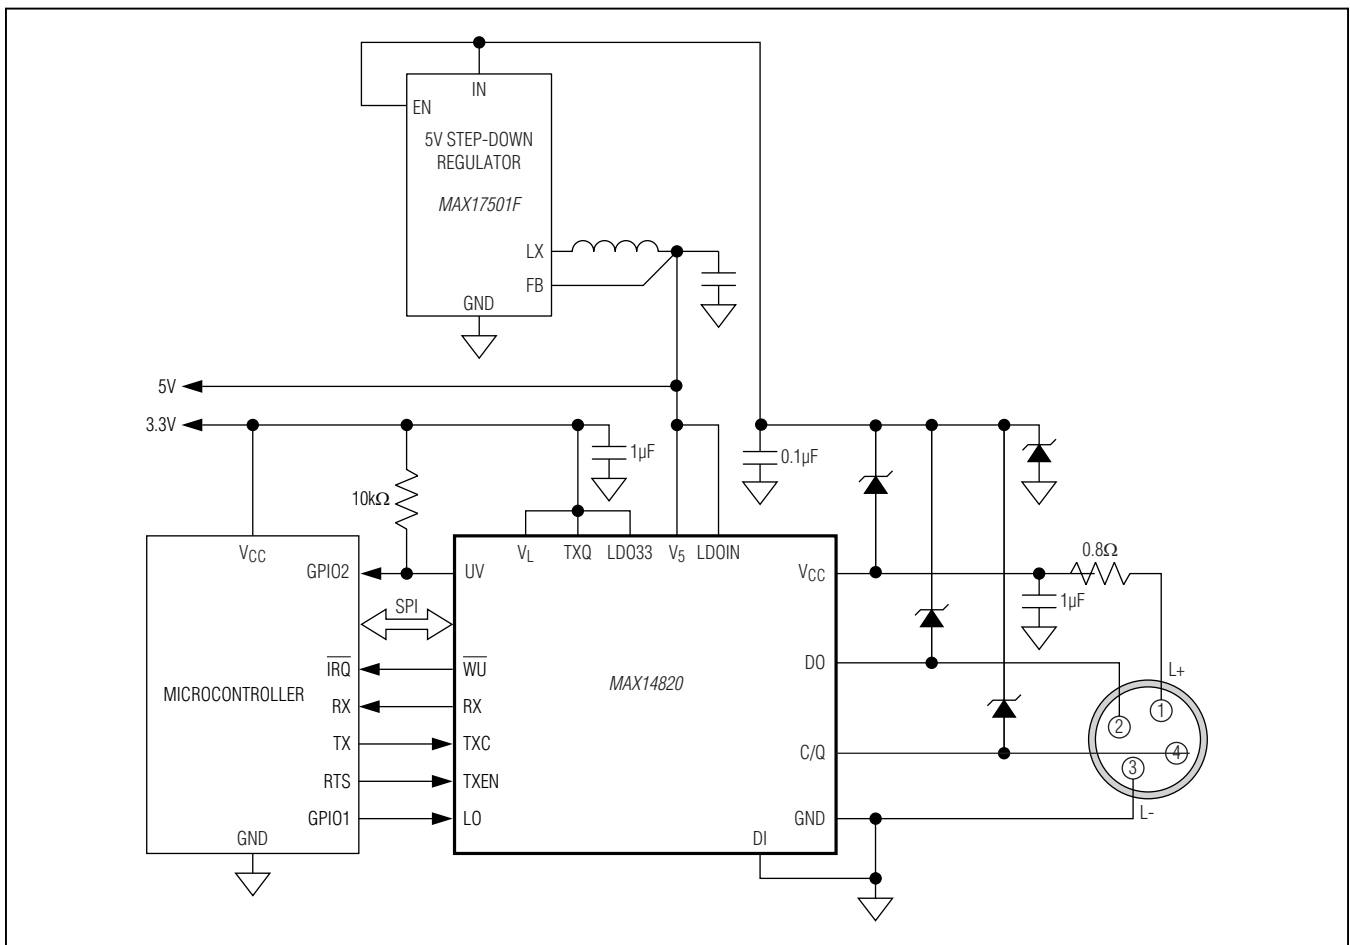 IN
EN
5V STEP-DOWN
REGULATOR
MAX17501F
LX
FB
GND
5V
3.3V
1µF
0.1µF
10kΩ
VCC
VL
TXQ
LDO33
V5
LDOIN
0.8Ω
GPIO2
UV
VCC
1µF
SPI
DO
IRQ
WU
MICROCONTROLLER
MAX14820
L+
RX
RX
1
2
TX
TXC
C/Q
4
3
RTS
TXEN
GPIO1
LO
GND
L-
GND
DI